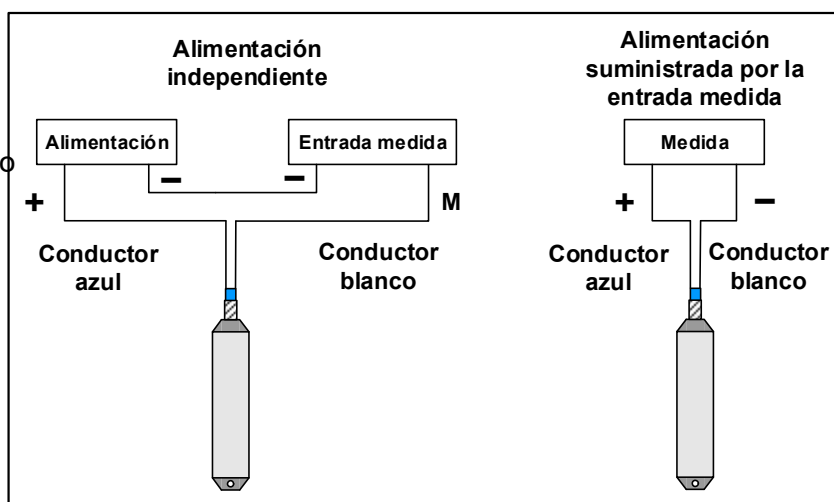 Alimentación
independiente
Alimentación
Entrada medida
o
–
–
+
M
Conductor
azul
Conductor
blanco
Alimentación
suministrada por la
entrada medida
Medida
+
–
Conductor
azul
Conductor
blanco